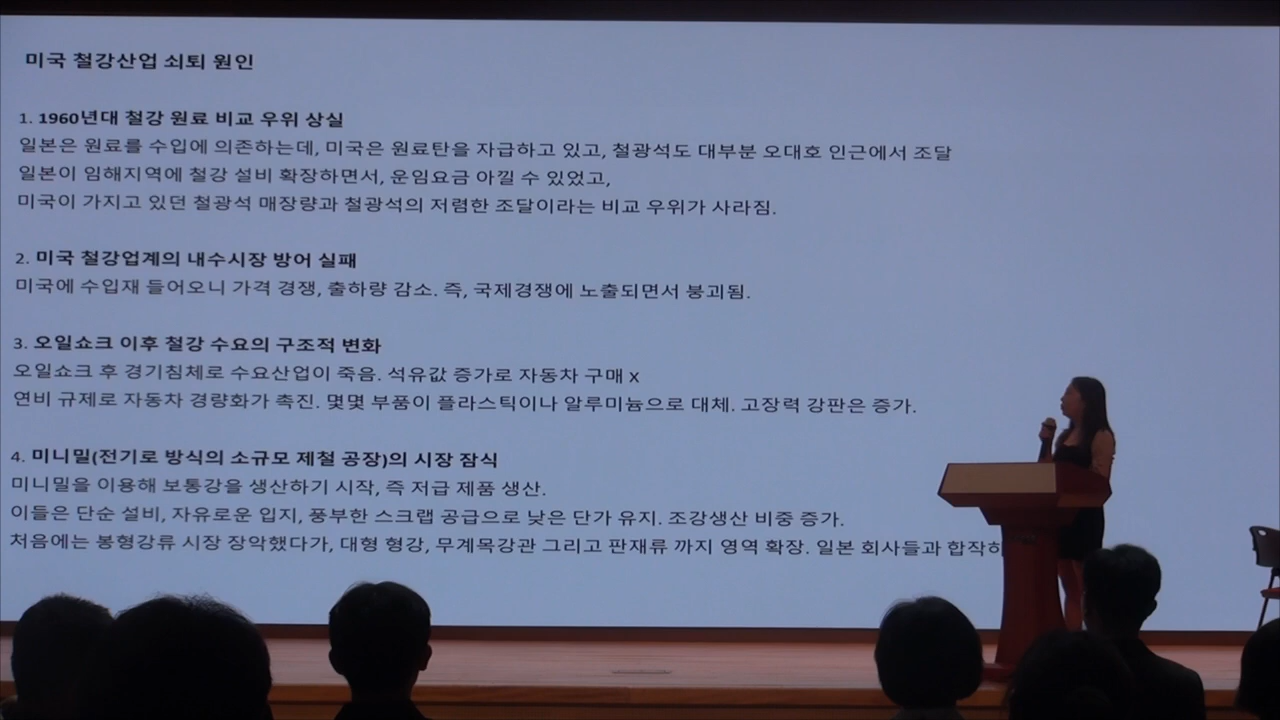 미국 철강산업 쇠퇴 원인
1. 1960년대 철강 원료 비교 우위 상실
일본은 원료를 수입에 의존하는데, 미국은 원료탄을 자급하고 있고, 철광석도 대부분 오대호 인근에서 조달
일본이 임해지역에 철강 설비 확장하면서, 운임요금 아낄 수 있었고,
미국이 가지고 있던 철광석 매장량과 철광석의 저렴한 조달이라는 비교 우위가 사라짐.
2. 미국 철강업계의 내수시장 방어 실패
미국에 수입재 들어오니 가격 경쟁, 출하량 감소. 즉, 국제경쟁에 노출되면서 붕괴됨.
3. 오일쇼크 이후 철강 수요의 구조적 변화
오일쇼크 후 경기침체로 수요산업이 죽음. 석유값 증가로 자동차 구매 X
연비 규제로 자동차 경량화가 촉진. 몇몇 부품이 플라스틱이나 알루미늄으로 대체. 고장력 강판은 증가.
4. 미니밀(전기로 방식의 소규모 제철 공장)의 시장 잠식
미니밀을 이용해 보통강을 생산하기 시작, 즉 저급 제품 생산.
이들은 단순 설비, 자유로운 입지, 풍부한 스크랩 공급으로 낮은 단가 유지. 조강생산 비중 증가.
처음에는 봉형강류 시장 장악했다가, 대형 형강, 무계목강관 그리고 판재류 까지 영역 확장. 일본 회사들과